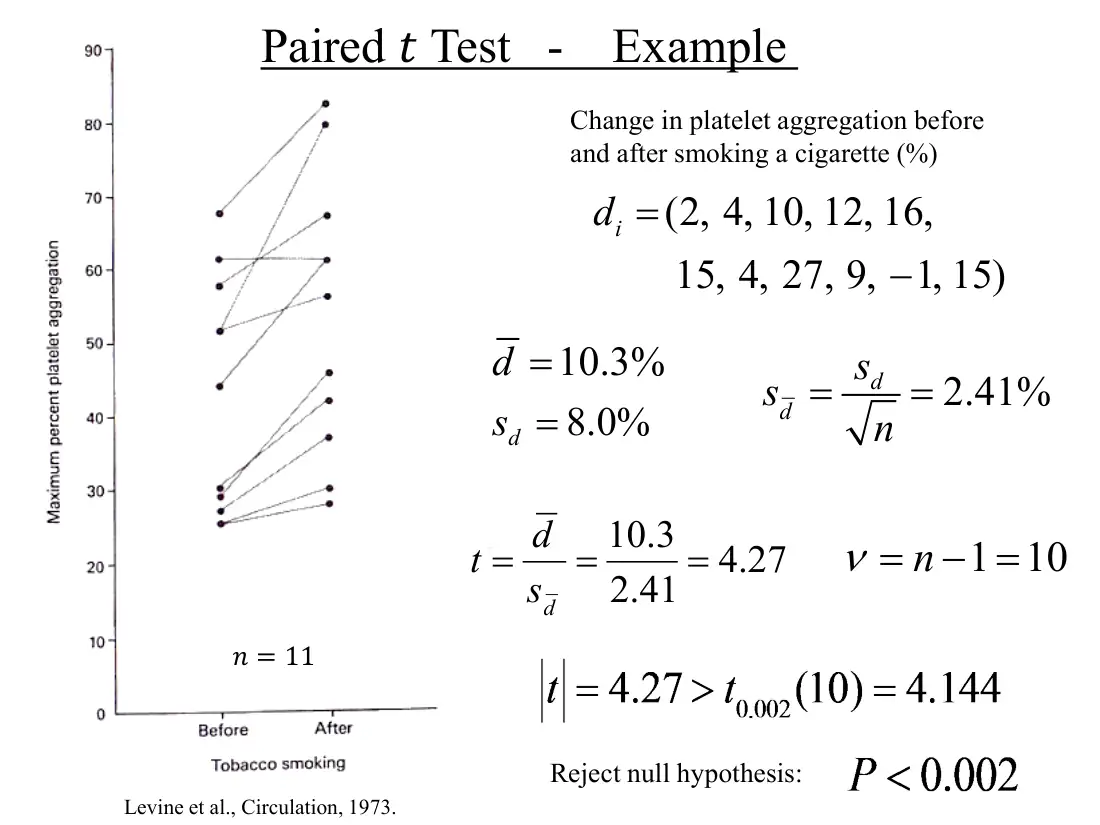 Paired t Test - Example
90
80
70
60
50
40
30
20
10
0
Maximum percent platelet aggregation
n = 11
Before After
Tobacco smoking
Levine et al., Circulation, 1973.
Change in platelet aggregation before
and after smoking a cigarette (%)
dᵢ = (2, 4, 10, 12, 16,
15, 4, 27, 9, −1, 15)
d̅ = 10.3%
s_d = 8.0%
s_d̅ = s_d / √n = 2.41%
t = d̅ / s_d̅ = 10.3 / 2.41 = 4.27
ν = n − 1 = 10
|t| = 4.27 > t₀.₀₀₂(10) = 4.144
Reject null hypothesis: P < 0.002